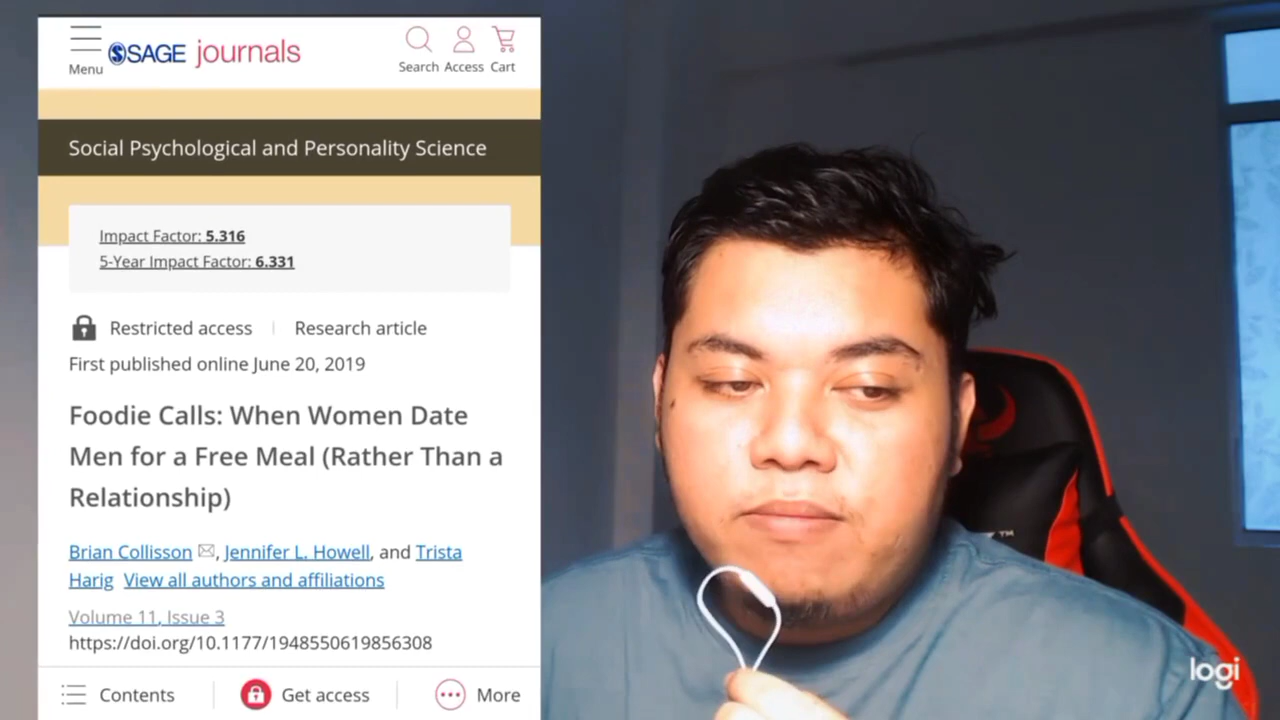 Menu
SAGE journals
Search Access Cart
Social Psychological and Personality Science
Impact Factor: 5.316
5-Year Impact Factor: 6.331
Restricted access
Research article
First published online June 20, 2019
Foodie Calls: When Women Date
Men for a Free Meal (Rather Than a
Relationship)
Brian Collisson, Jennifer L. Howell, and Trista
Harig View all authors and affiliations
Volume 11, Issue 3
https://doi.org/10.1177/1948550619856308
Contents
Get access
More
TM
logi